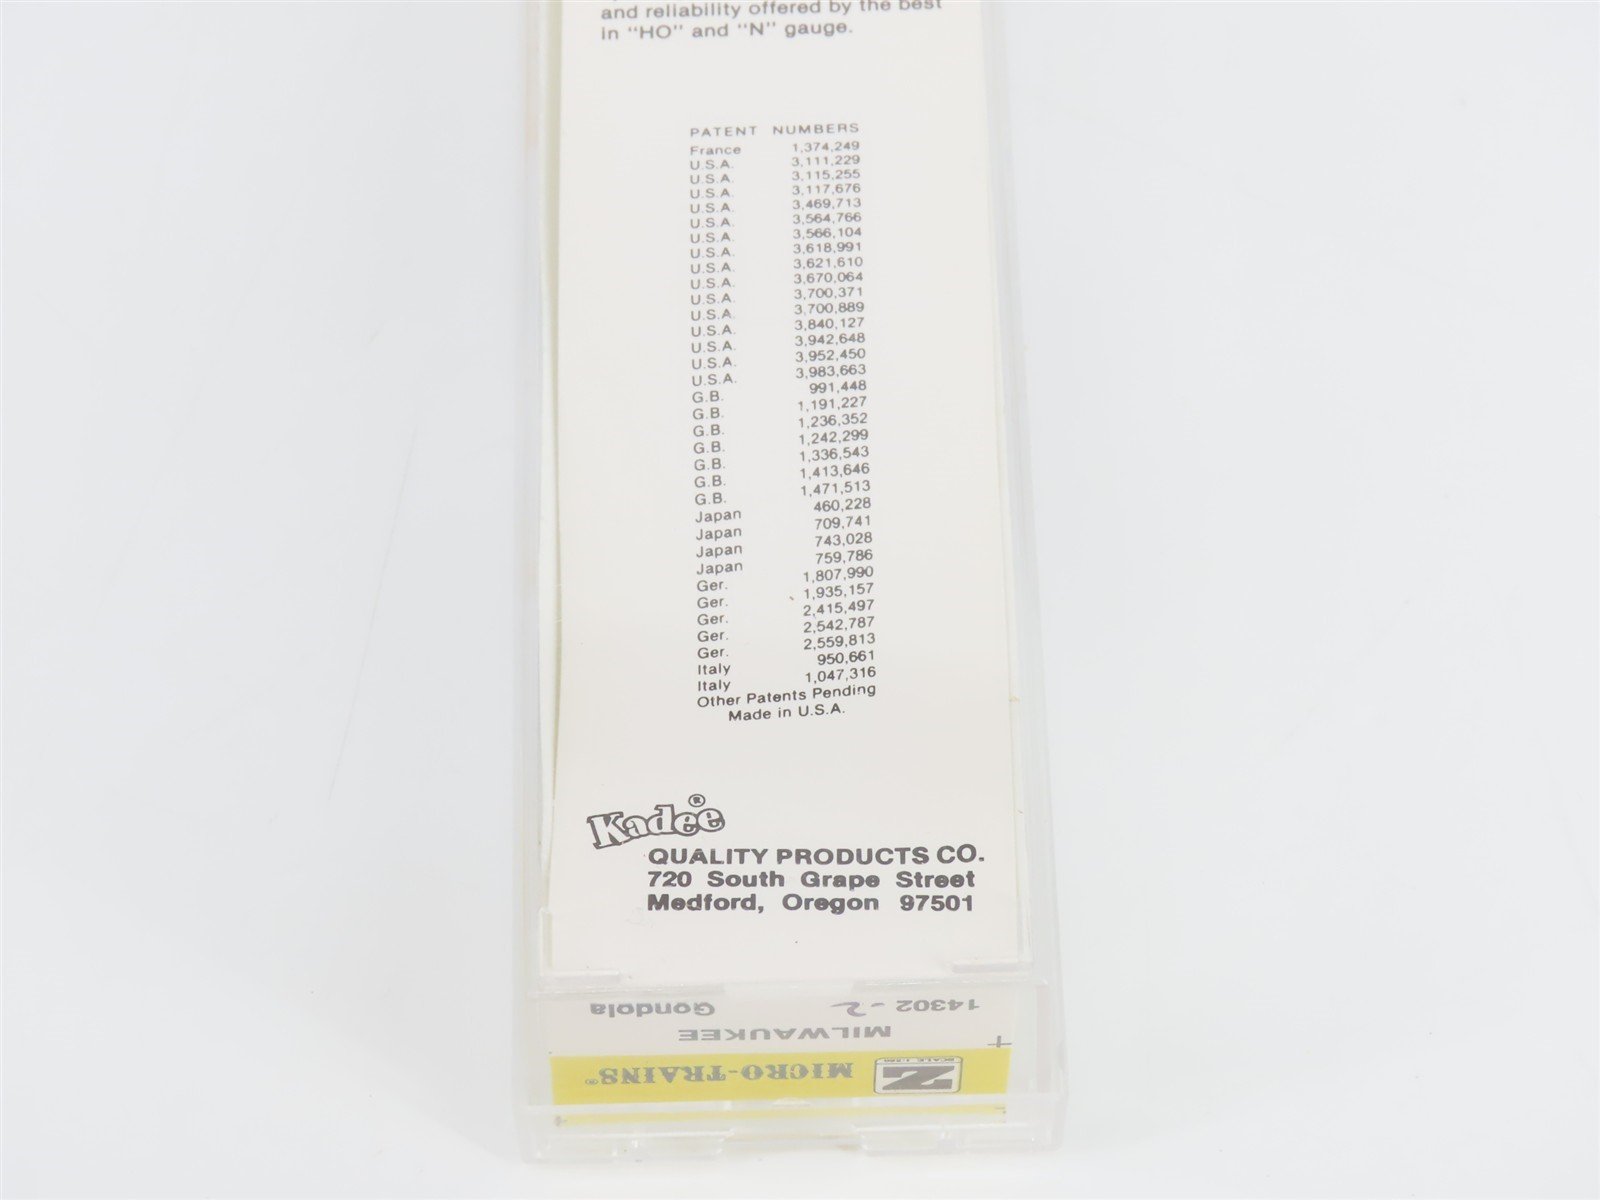 and reliability offered by the best
in "HO" and "N" gauge.
PATENT NUMBERS
France 1,374,249
U.S.A. 3,111,229
U.S.A. 3,115,255
U.S.A. 3,117,676
U.S.A. 3,469,713
U.S.A. 3,564,766
U.S.A. 3,566,104
U.S.A. 3,618,991
U.S.A. 3,621,610
U.S.A. 3,670,064
U.S.A. 3,700,371
U.S.A. 3,700,889
U.S.A. 3,840,127
U.S.A. 3,942,648
U.S.A. 3,952,450
U.S.A. 3,983,663
G.B. 991,448
G.B. 1,191,227
G.B. 1,236,352
G.B. 1,242,299
G.B. 1,336,543
G.B. 1,413,646
G.B. 1,471,513
Japan 460,228
Japan 709,741
Japan 743,028
Japan 759,786
Ger. 1,807,990
Ger. 1,935,157
Ger. 2,415,497
Ger. 2,542,787
Ger. 2,559,813
Italy 950,661
Italy 1,047,316
Other Patents Pending
Made in U.S.A.
Kadee®
QUALITY PRODUCTS CO.
720 South Grape Street
Medford, Oregon 97501
Z SCALE 1:220 MICRO-TRAINS®
MILWAUKEE
14302-2 Gondola